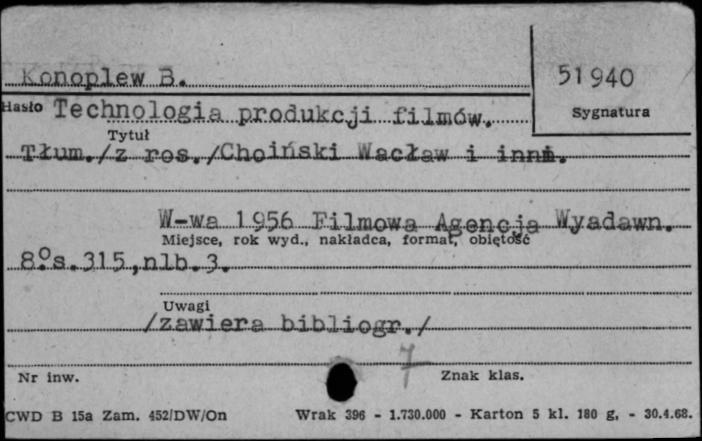 Konoplew B.
51940
Hasło Technologia produkcji filmów.
Sygnatura
Tytuł
Tłum./z ros./Choiński Wacław i inni.
W-wa 1956 Filmowa Agencja Wyadawn.
Miejsce, rok wyd., nakładca, format, objętość
8°s.315,nlb.3.
Uwagi
/zawiera bibliogr./
7
Nr inw.
Znak klas.
CWD B 15a Zam. 452/DW/On Wrak 396 - 1.730.000 - Karton 5 kl. 180 g, - 30.4.68.